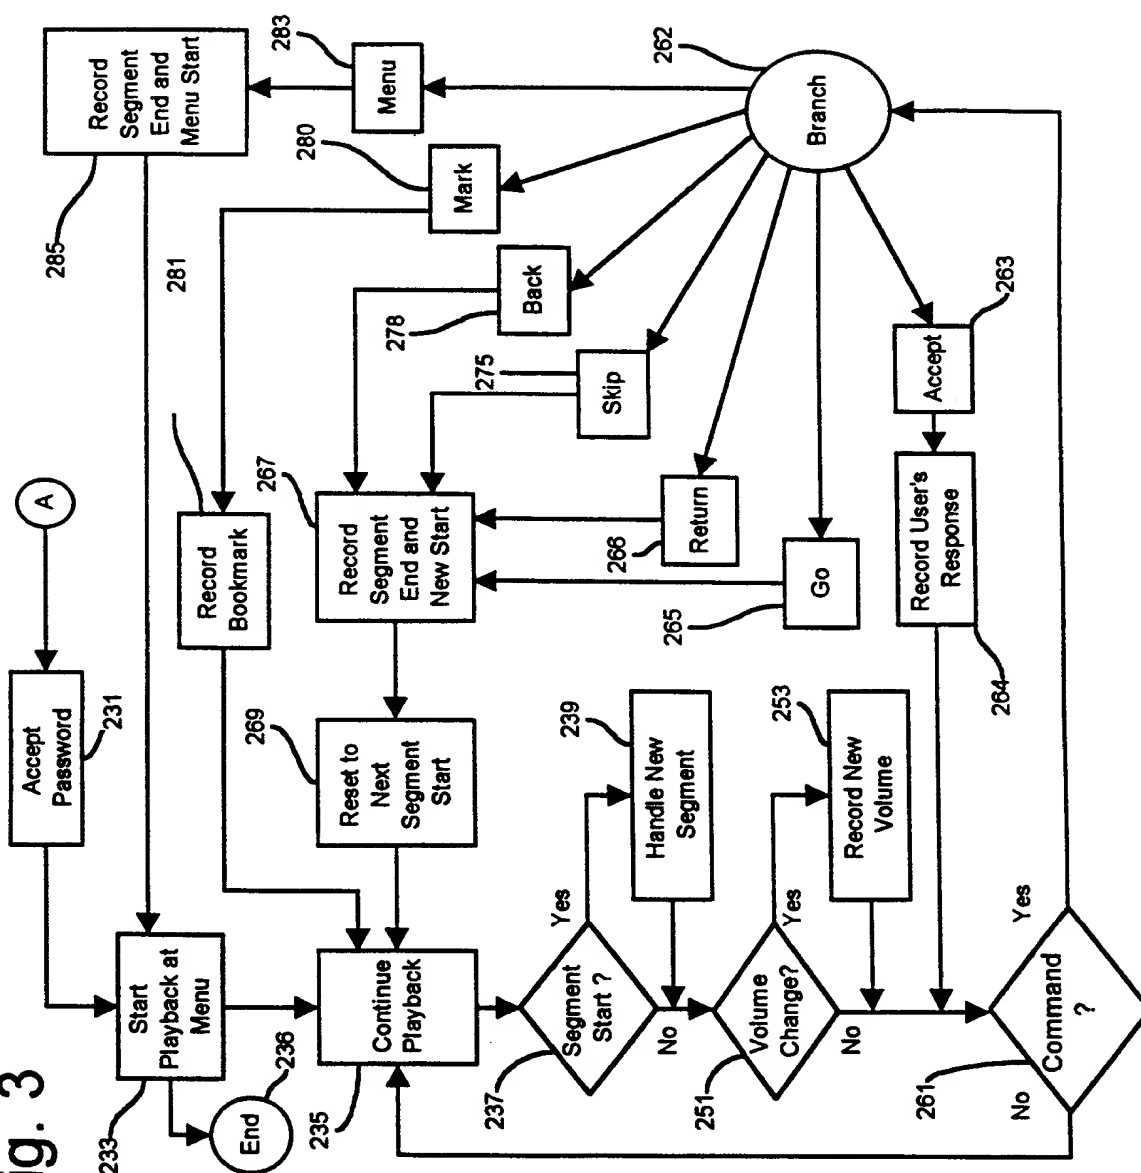 ig. 3
A
Accept
Password
231
Start
Playback at
Menu
233
End
236
Record
Segment
End and
Menu Start
285
Menu
283
Mark
280
281
Record
Bookmark
Back
278
Skip
275
Return
266
Go
265
Accept
263
Record User's
Response
264
Branch
262
Record
Segment
End and
New Start
267
Reset to
Next
Segment
Start
269
Continue
Playback
235
Segment
Start ?
237
Yes
No
Handle New
Segment
239
Volume
Change?
251
Yes
No
Record New
Volume
253
Command
?
261
Yes
No